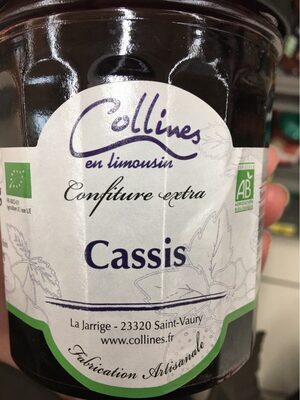 Collines
en limousin
Confiture extra
AB
Cassis
La Jarrige - 23320 Saint-Vaury
www.collines.fr
Fabrication Artisanale